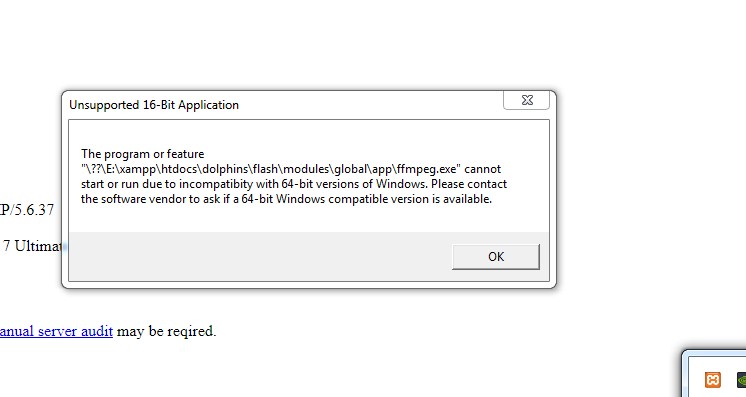 Unsupported 16-Bit Application
The program or feature
"\??\E:\xampp\htdocs\dolphins\flash\modules\global\app\ffmpeg.exe" cannot
start or run due to incompatibity with 64-bit versions of Windows. Please contact
the software vendor to ask if a 64-bit Windows compatible version is available.
P/5.6.37
7 Ultimat
OK
anual server audit may be reqired.